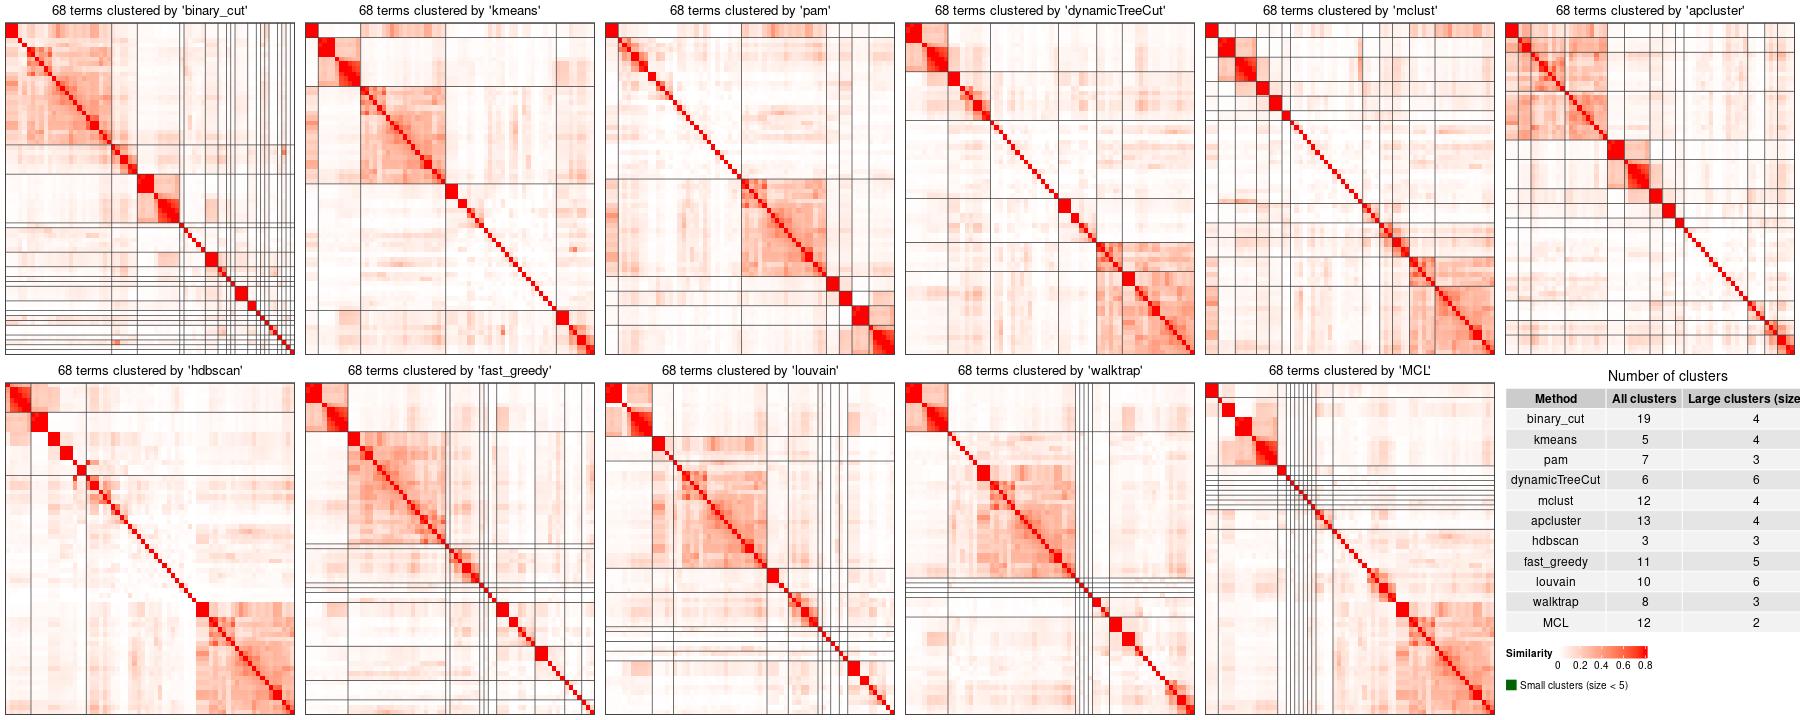 68 terms clustered by 'binary_cut'
68 terms clustered by 'kmeans'
68 terms clustered by 'pam'
68 terms clustered by 'dynamicTreeCut'
68 terms clustered by 'mclust'
68 terms clustered by 'apcluster'
68 terms clustered by 'hdbscan'
68 terms clustered by 'fast_greedy'
68 terms clustered by 'louvain'
68 terms clustered by 'walktrap'
68 terms clustered by 'MCL'
Number of clusters
Method All clusters Large clusters (size
binary_cut 19 4
kmeans 5 4
pam 7 3
dynamicTreeCut 6 6
mclust 12 4
apcluster 13 4
hdbscan 3 3
fast_greedy 11 5
louvain 10 6
walktrap 8 3
MCL 12 2
Similarity
0 0.2 0.4 0.6 0.8
Small clusters (size < 5)